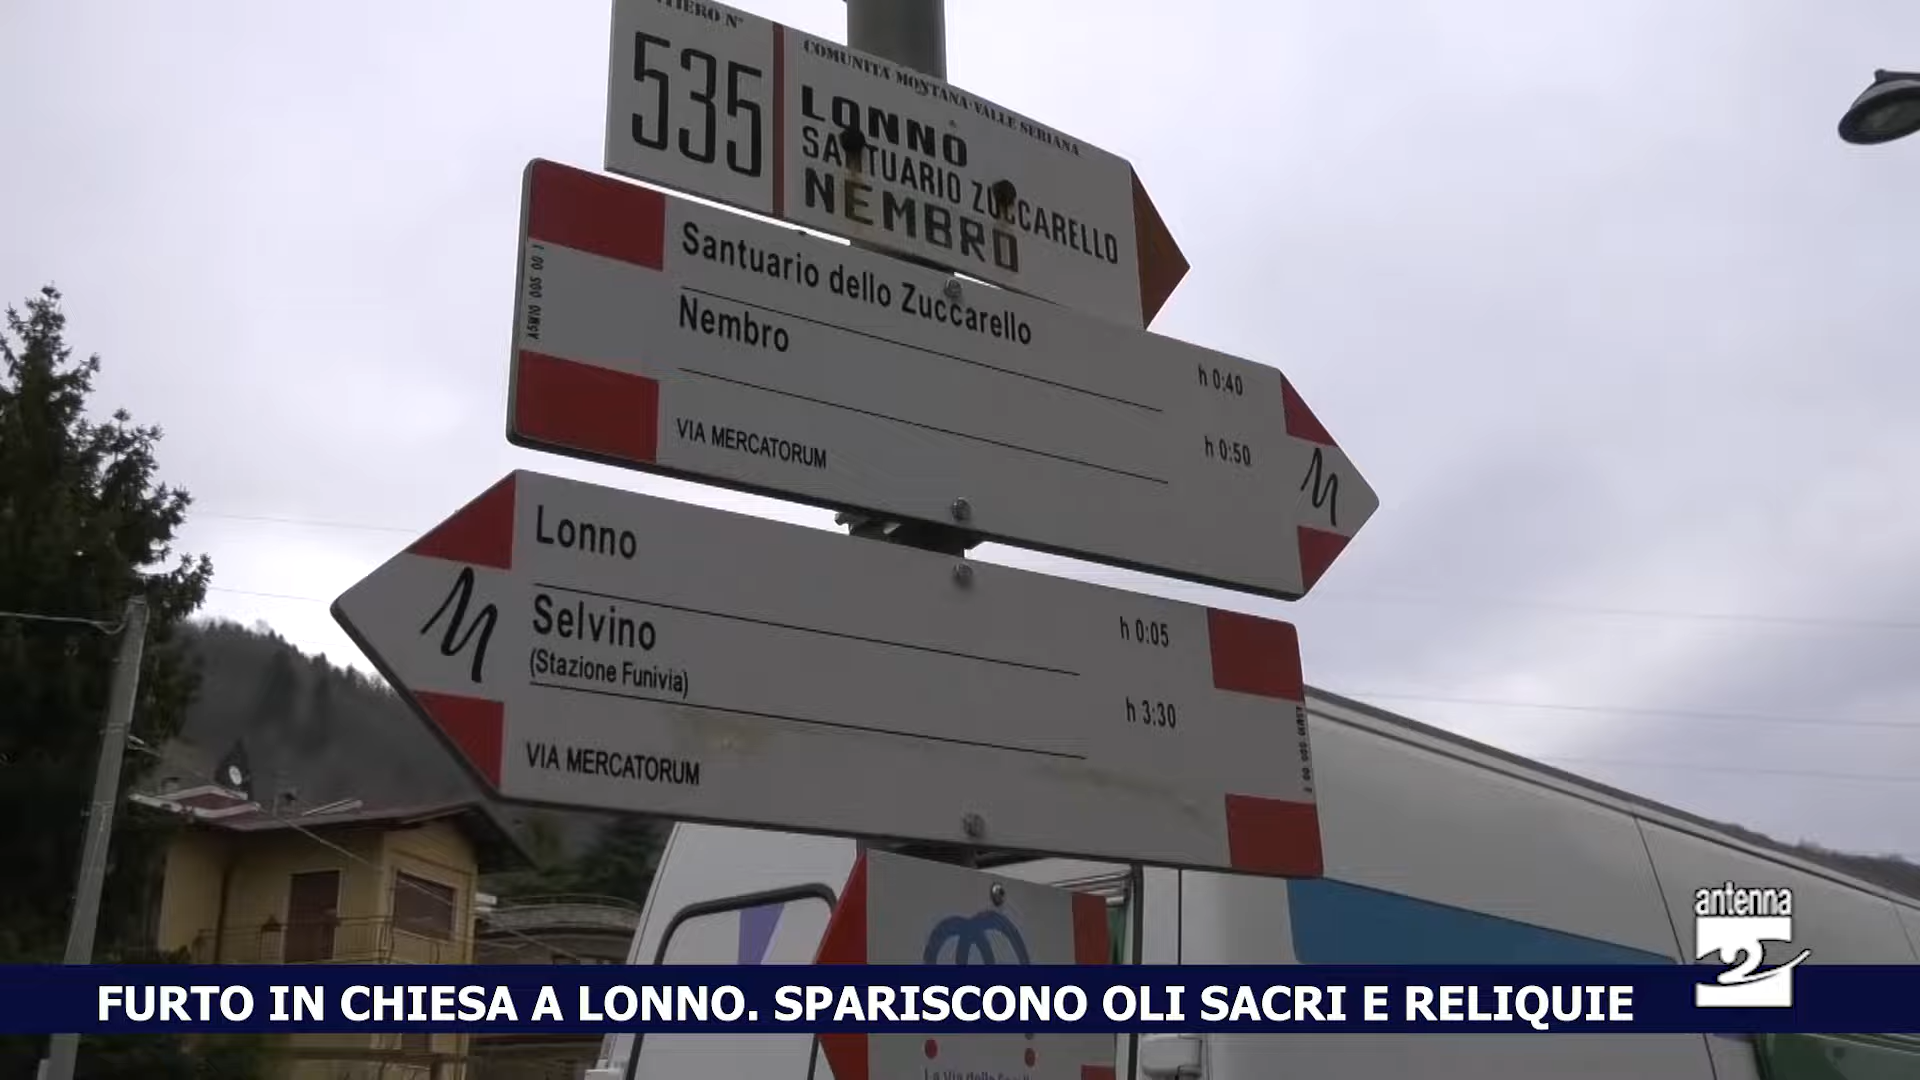 535
COMUNITA' MONTANA VALLE SERIANA
LONNO
SANTUARIO ZUCCARELLO
NEMBRO
Santuario dello Zuccarello
h 0:40
Nembro
h 0:50
VIA MERCATORUM
Lonno
h 0:05
Selvino
(Stazione Funivia)
h 3:30
VIA MERCATORUM
antenna
2
FURTO IN CHIESA A LONNO. SPARISCONO OLI SACRI E RELIQUIE